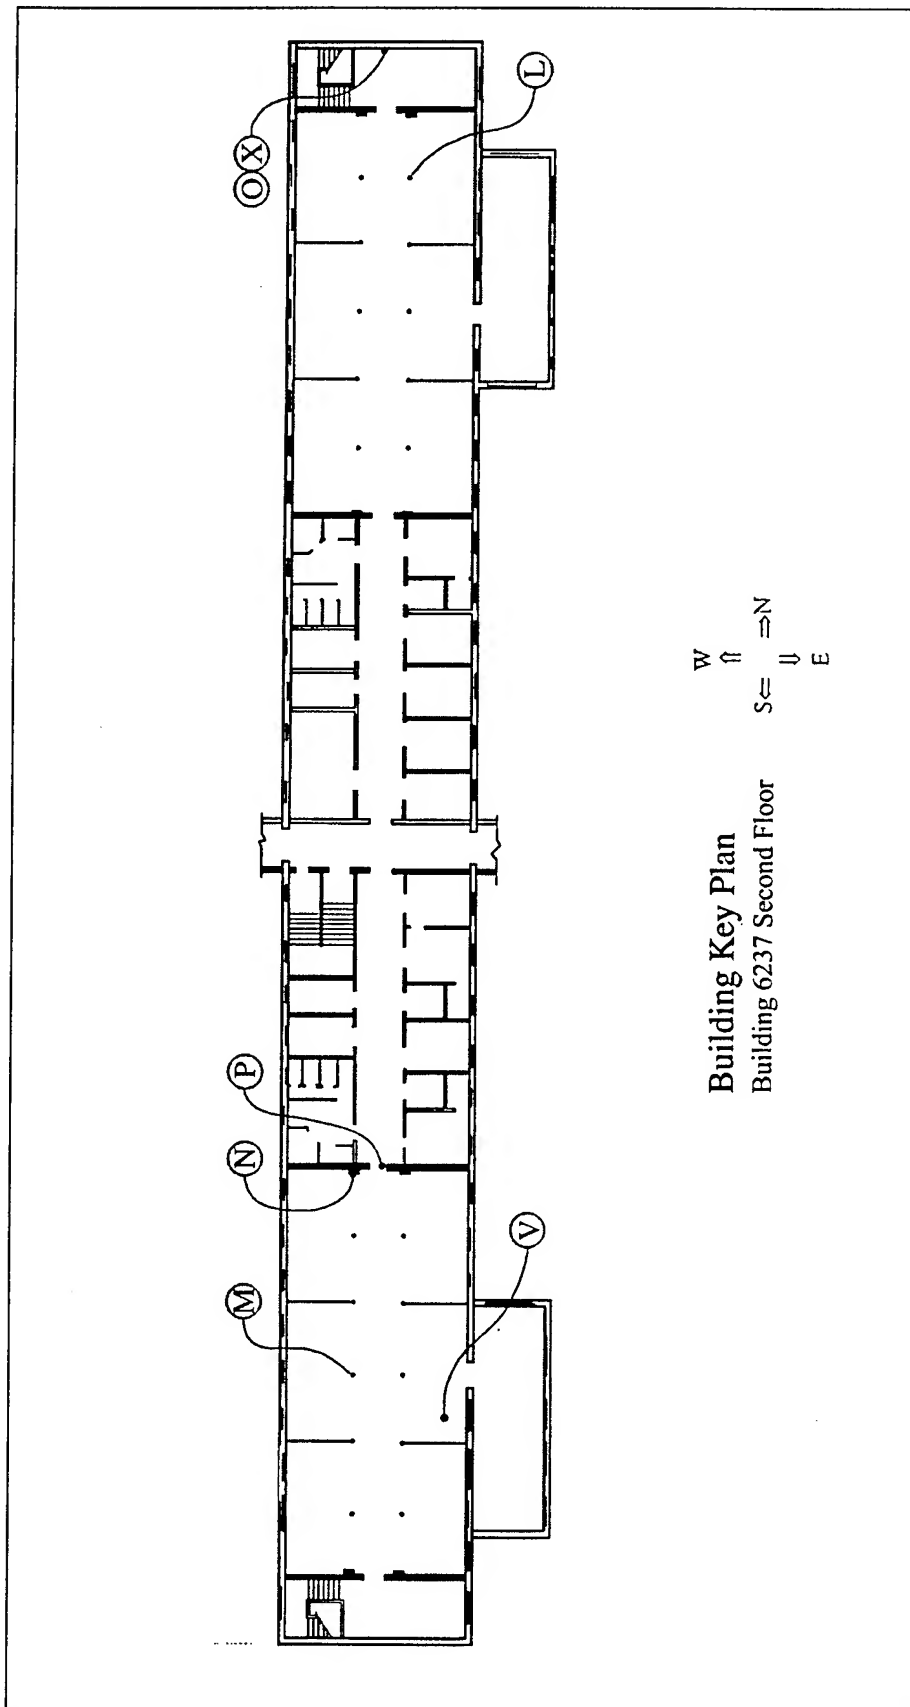 M
N
P
O X
V
L
W
⇑
Building Key Plan
S⇐ ⇒N
Building 6237 Second Floor
⇓
E